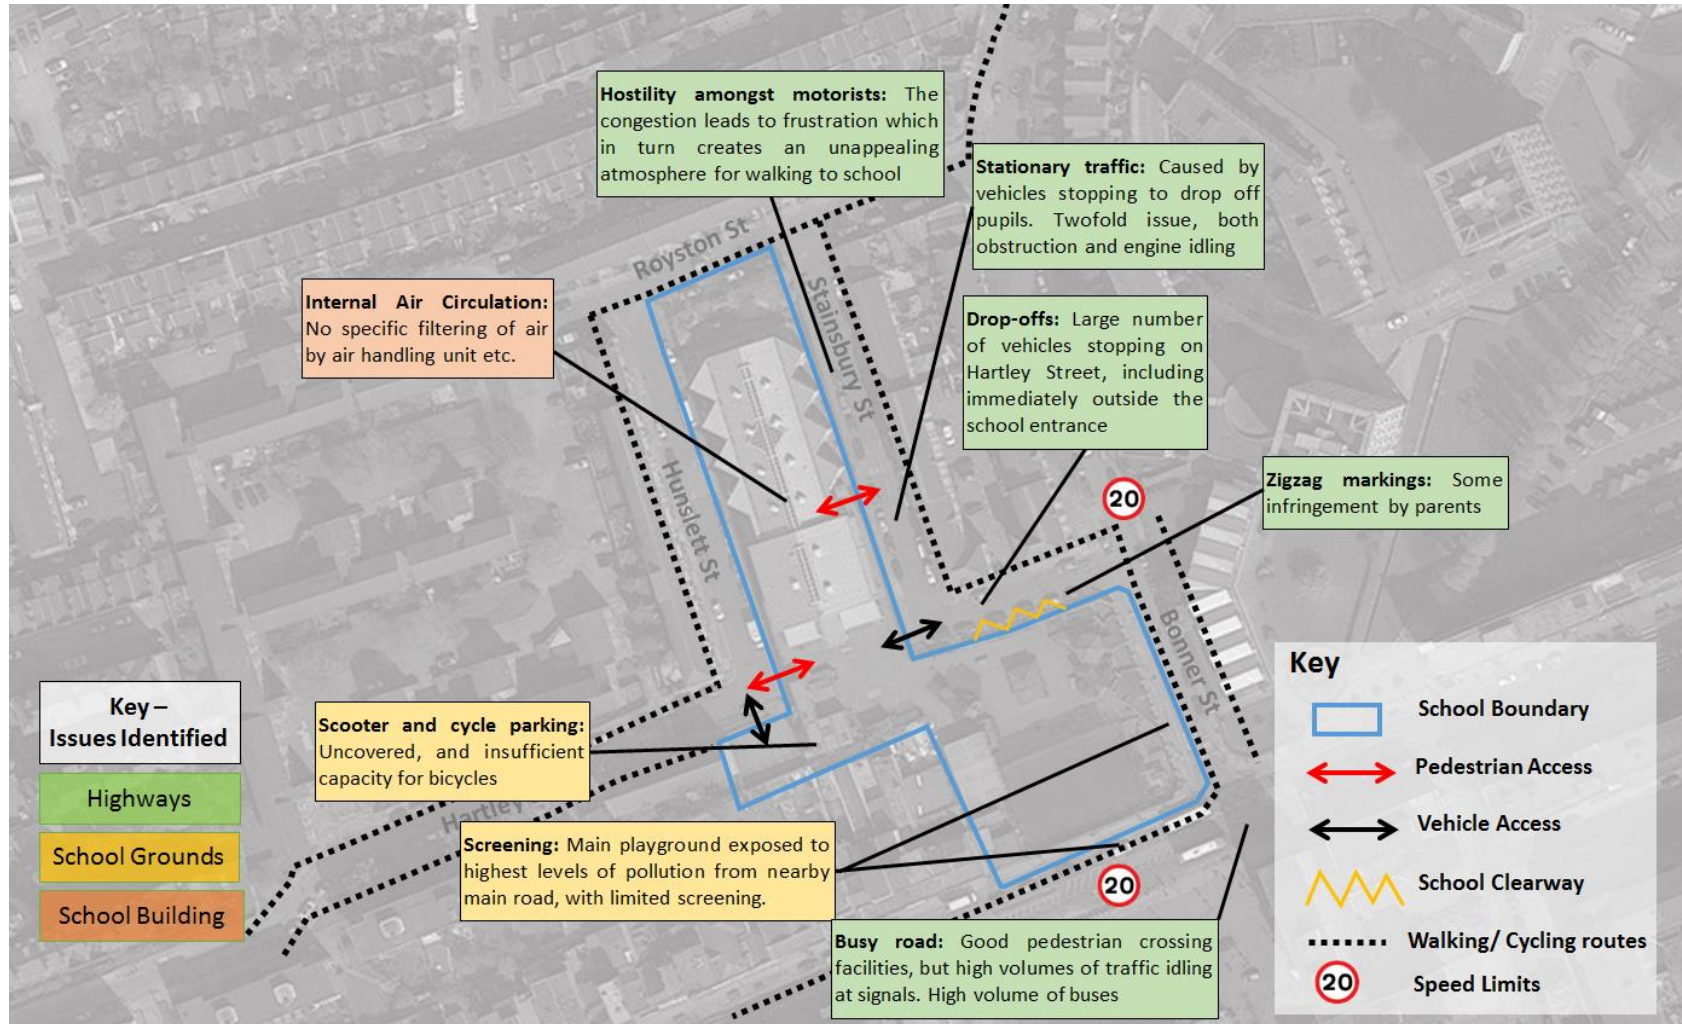 Hostility amongst motorists: The
congestion leads to frustration which
in turn creates an unappealing
atmosphere for walking to school
Stationary traffic: Caused by
vehicles stopping to drop off
pupils. Twofold issue, both
obstruction and engine idling
Royston St
Stainsbury St
Internal Air Circulation:
No specific filtering of air
by air handling unit etc.
Drop-offs: Large number
of vehicles stopping on
Hartley Street, including
immediately outside the
school entrance
Hunslett St
20
Zigzag markings: Some
infringement by parents
Bonner St
Key –
Issues Identified
Highways
School Grounds
School Building
Scooter and cycle parking:
Uncovered, and insufficient
capacity for bicycles
Hartley
Screening: Main playground exposed to
highest levels of pollution from nearby
main road, with limited screening.
20
Busy road: Good pedestrian crossing
facilities, but high volumes of traffic idling
at signals. High volume of buses
Key
School Boundary
Pedestrian Access
Vehicle Access
School Clearway
Walking/ Cycling routes
20 Speed Limits